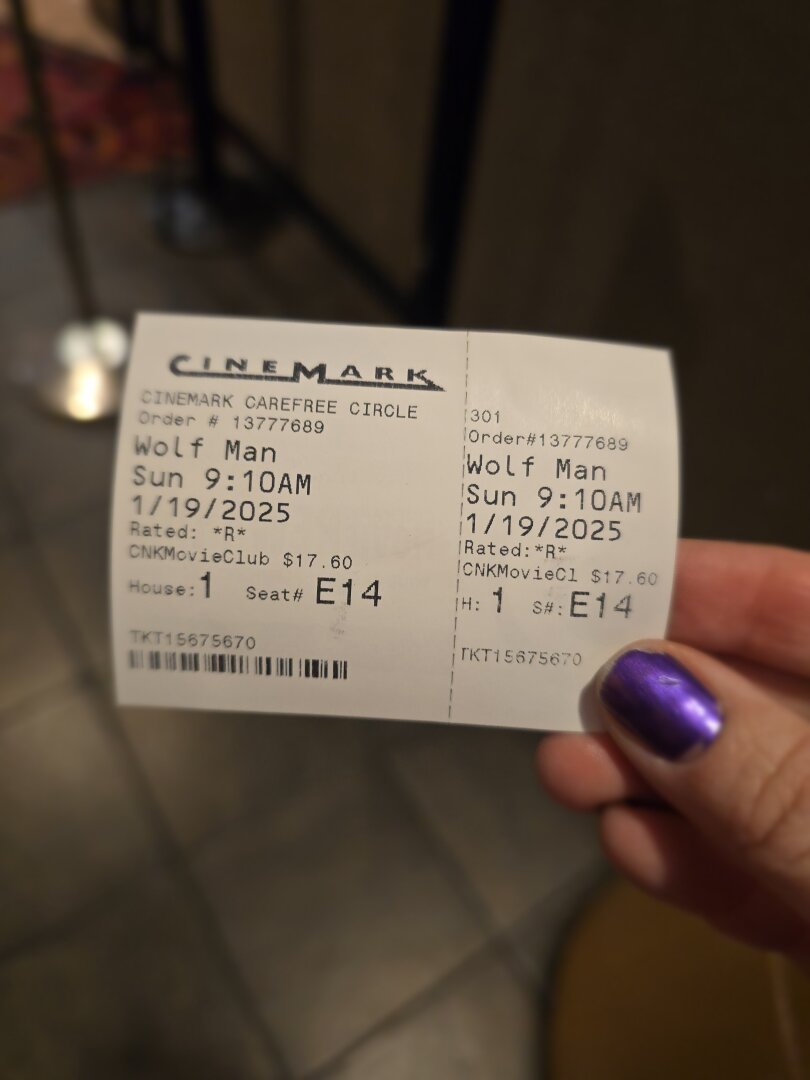 CINEMARK
CINEMARK CAREFREE CIRCLE
Order # 13777689
Wolf Man
Sun 9:10AM
1/19/2025
Rated: *R*
CNKMovieClub $17.60
House:1 Seat# E14
TKT15675670
301
Order#13777689
Wolf Man
Sun 9:10AM
1/19/2025
Rated:*R*
CNKMovieCl $17.60
H: 1 S#:E14
TKT15675670